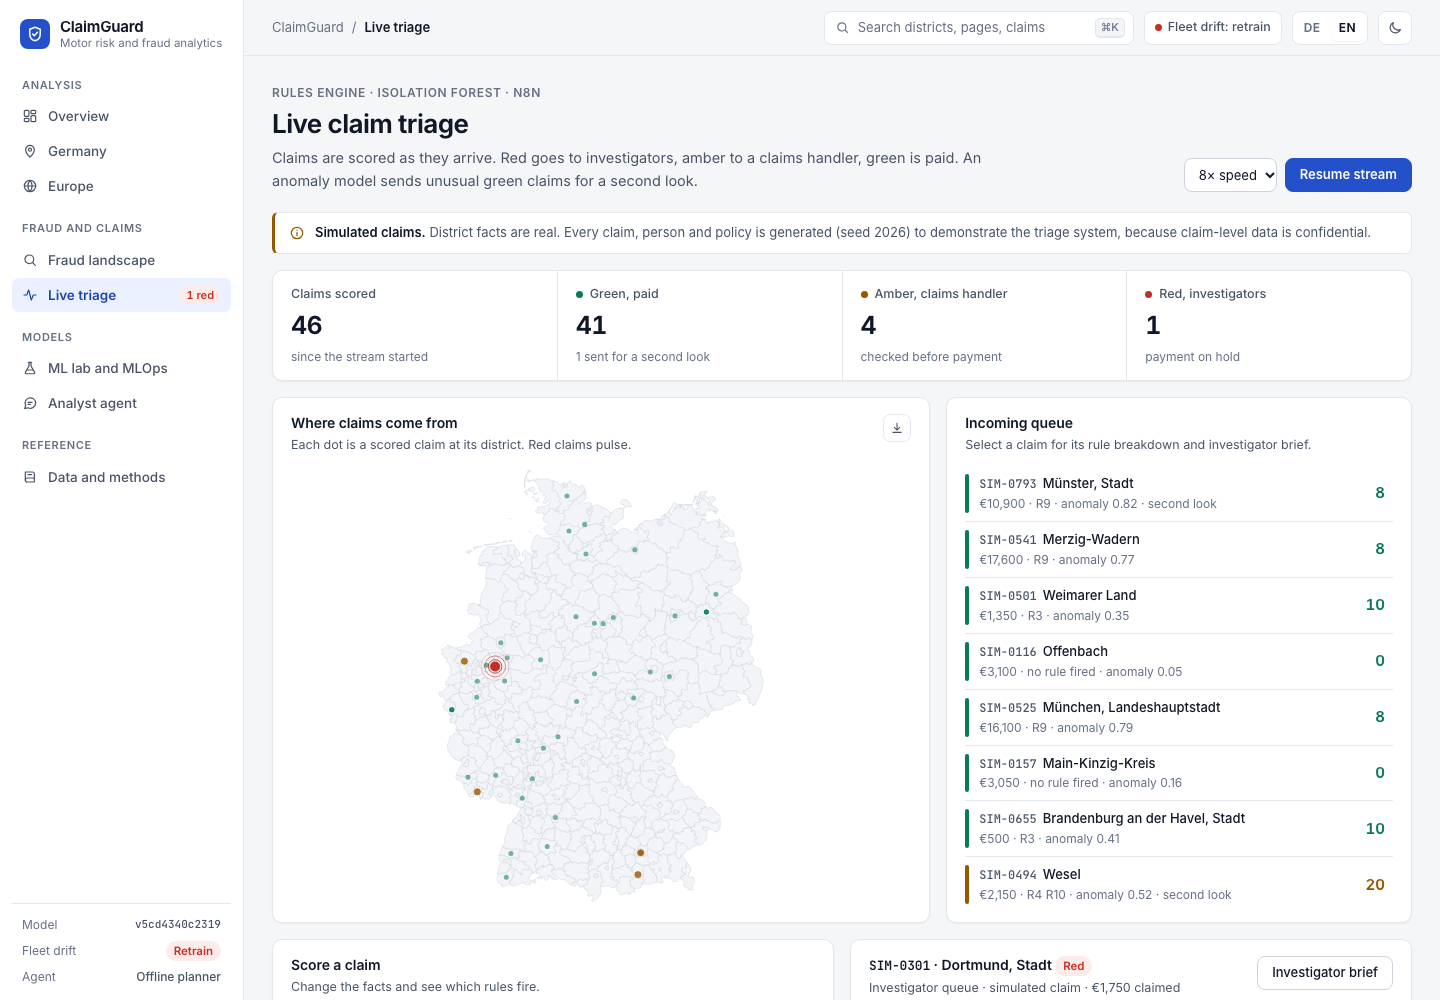 ClaimGuard
Motor risk and fraud analytics
ANALYSIS
Overview
Germany
Europe
FRAUD AND CLAIMS
Fraud landscape
Live triage 1 red
MODELS
ML lab and MLOps
Analyst agent
REFERENCE
Data and methods
Model v5cd4340c2319
Fleet drift Retrain
Agent Offline planner
ClaimGuard / Live triage
Search districts, pages, claims ⌘K
Fleet drift: retrain
DE EN
RULES ENGINE · ISOLATION FOREST · N8N
Live claim triage
Claims are scored as they arrive. Red goes to investigators, amber to a claims handler, green is paid. An
anomaly model sends unusual green claims for a second look.
8× speed
Resume stream
Simulated claims. District facts are real. Every claim, person and policy is generated (seed 2026) to demonstrate the triage system, because claim-level data is confidential.
Claims scored
46
since the stream started
Green, paid
41
1 sent for a second look
Amber, claims handler
4
checked before payment
Red, investigators
1
payment on hold
Where claims come from
Each dot is a scored claim at its district. Red claims pulse.
Incoming queue
Select a claim for its rule breakdown and investigator brief.
SIM-0793 Münster, Stadt
€10,900 · R9 · anomaly 0.82 · second look
8
SIM-0541 Merzig-Wadern
€17,600 · R9 · anomaly 0.77
8
SIM-0501 Weimarer Land
€1,350 · R3 · anomaly 0.35
10
SIM-0116 Offenbach
€3,100 · no rule fired · anomaly 0.05
0
SIM-0525 München, Landeshauptstadt
€16,100 · R9 · anomaly 0.79
8
SIM-0157 Main-Kinzig-Kreis
€3,050 · no rule fired · anomaly 0.16
0
SIM-0655 Brandenburg an der Havel, Stadt
€500 · R3 · anomaly 0.41
10
SIM-0494 Wesel
€2,150 · R4 R10 · anomaly 0.52 · second look
20
Score a claim
Change the facts and see which rules fire.
SIM-0301 · Dortmund, Stadt Red
Investigator queue · simulated claim · €1,750 claimed
Investigator brief